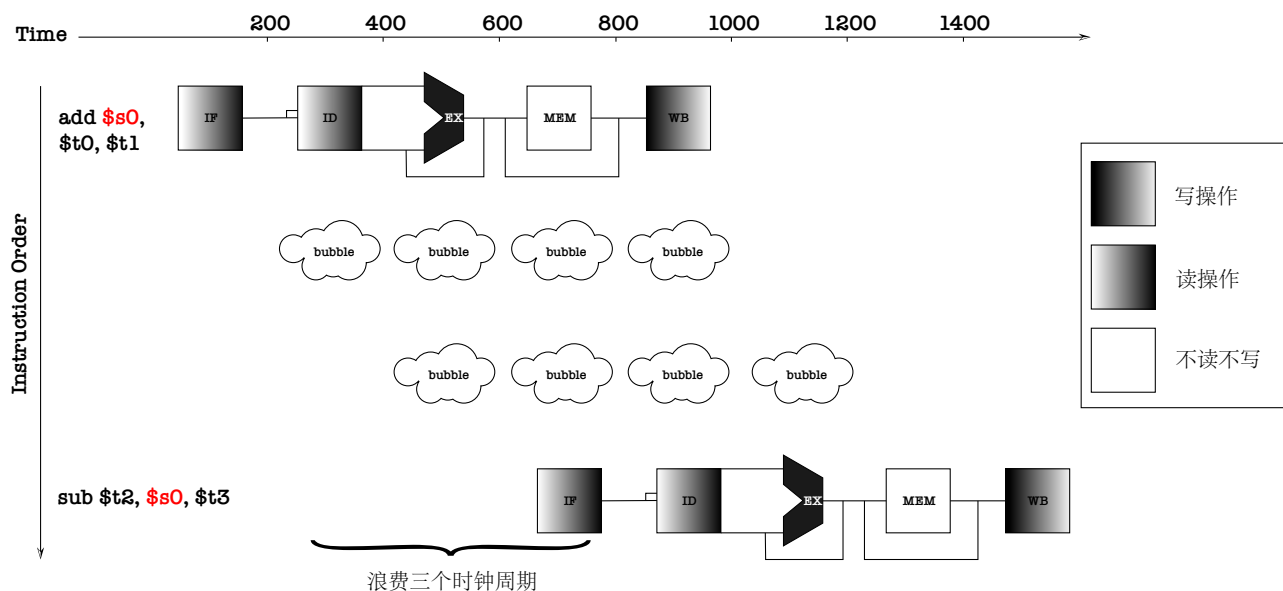 200 400 600 800 1000 1200 1400
Time
add $s0,
$t0, $t1
IF ID EX MEM WB
bubble bubble bubble bubble
bubble bubble bubble bubble
sub $t2, $s0, $t3
IF ID EX MEM WB
浪费三个时钟周期
Instruction Order
写操作
读操作
不读不写